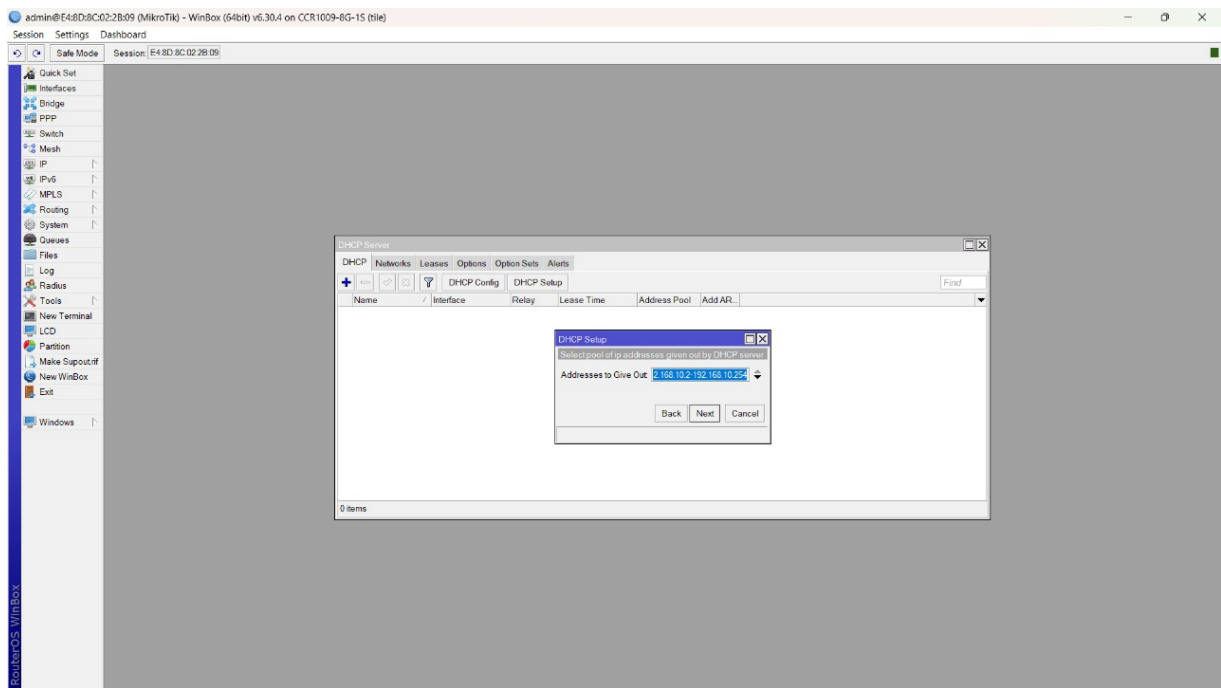 admin@E4:8D:8C:02:2B:09 (MikroTik) - WinBox (64bit) v6.30.4 on CCR1009-8G-1S (tile)
Session Settings Dashboard
Safe Mode Session: E4:8D:8C:02:2B:09
Quick Set
Interfaces
Bridge
PPP
Switch
Mesh
IP
IPv6
MPLS
Routing
System
Queues
Files
Log
Radius
Tools
New Terminal
LCD
Partition
Make Supout.rif
New WinBox
Exit
Windows
RouterOS WinBox
DHCP Server
DHCP Networks Leases Options Option Sets Alerts
DHCP Config DHCP Setup Find
Name Interface Relay Lease Time Address Pool Add AR...
DHCP Setup
Select pool of ip addresses given out by DHCP server
Addresses to Give Out: 2.168.10.2-192.168.10.254
Back Next Cancel
0 items